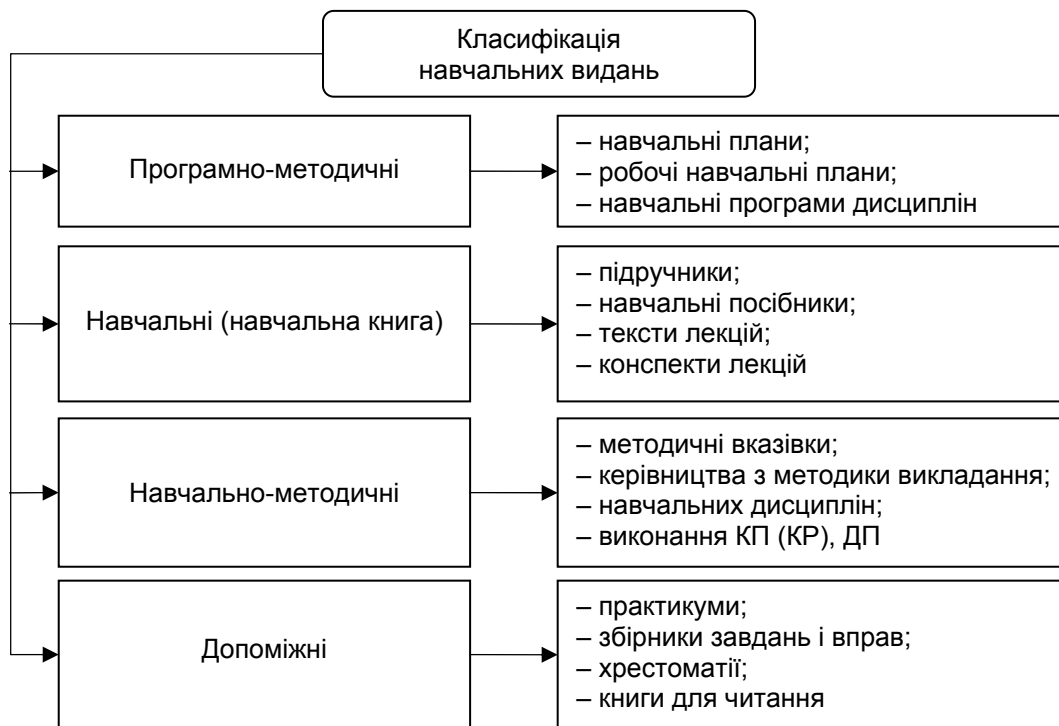 Класифікація
навчальних видань
Програмно-методичні
– навчальні плани;
– робочі навчальні плани;
– навчальні програми дисциплін
Навчальні (навчальна книга)
– підручники;
– навчальні посібники;
– тексти лекцій;
– конспекти лекцій
Навчально-методичні
– методичні вказівки;
– керівництва з методики викладання;
– навчальних дисциплін;
– виконання КП (КР), ДП
Допоміжні
– практикуми;
– збірники завдань і вправ;
– хрестоматії;
– книги для читання